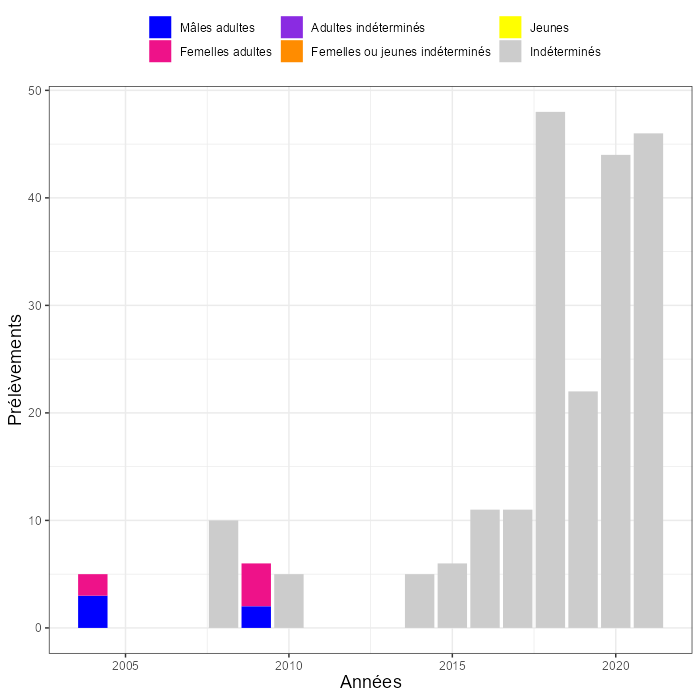 Mâles adultes
Adultes indéterminés
Jeunes
Femelles adultes
Femelles ou jeunes indéterminés
Indéterminés
50
40
30
20
10
0
Prélèvements
2005
2010
2015
2020
Années